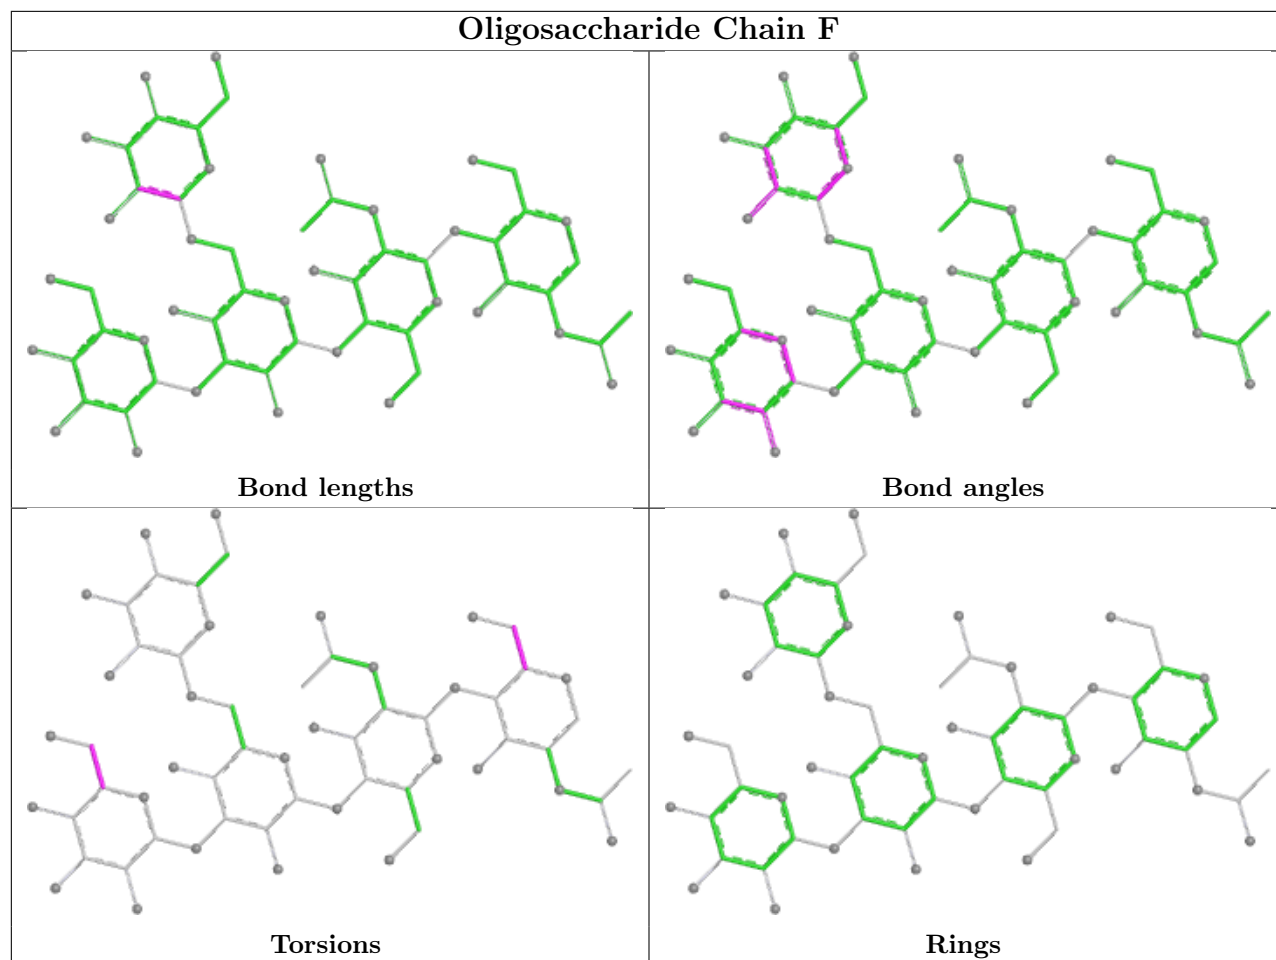 Oligosaccharide Chain F
Bond lengths
Bond angles
Torsions
Rings